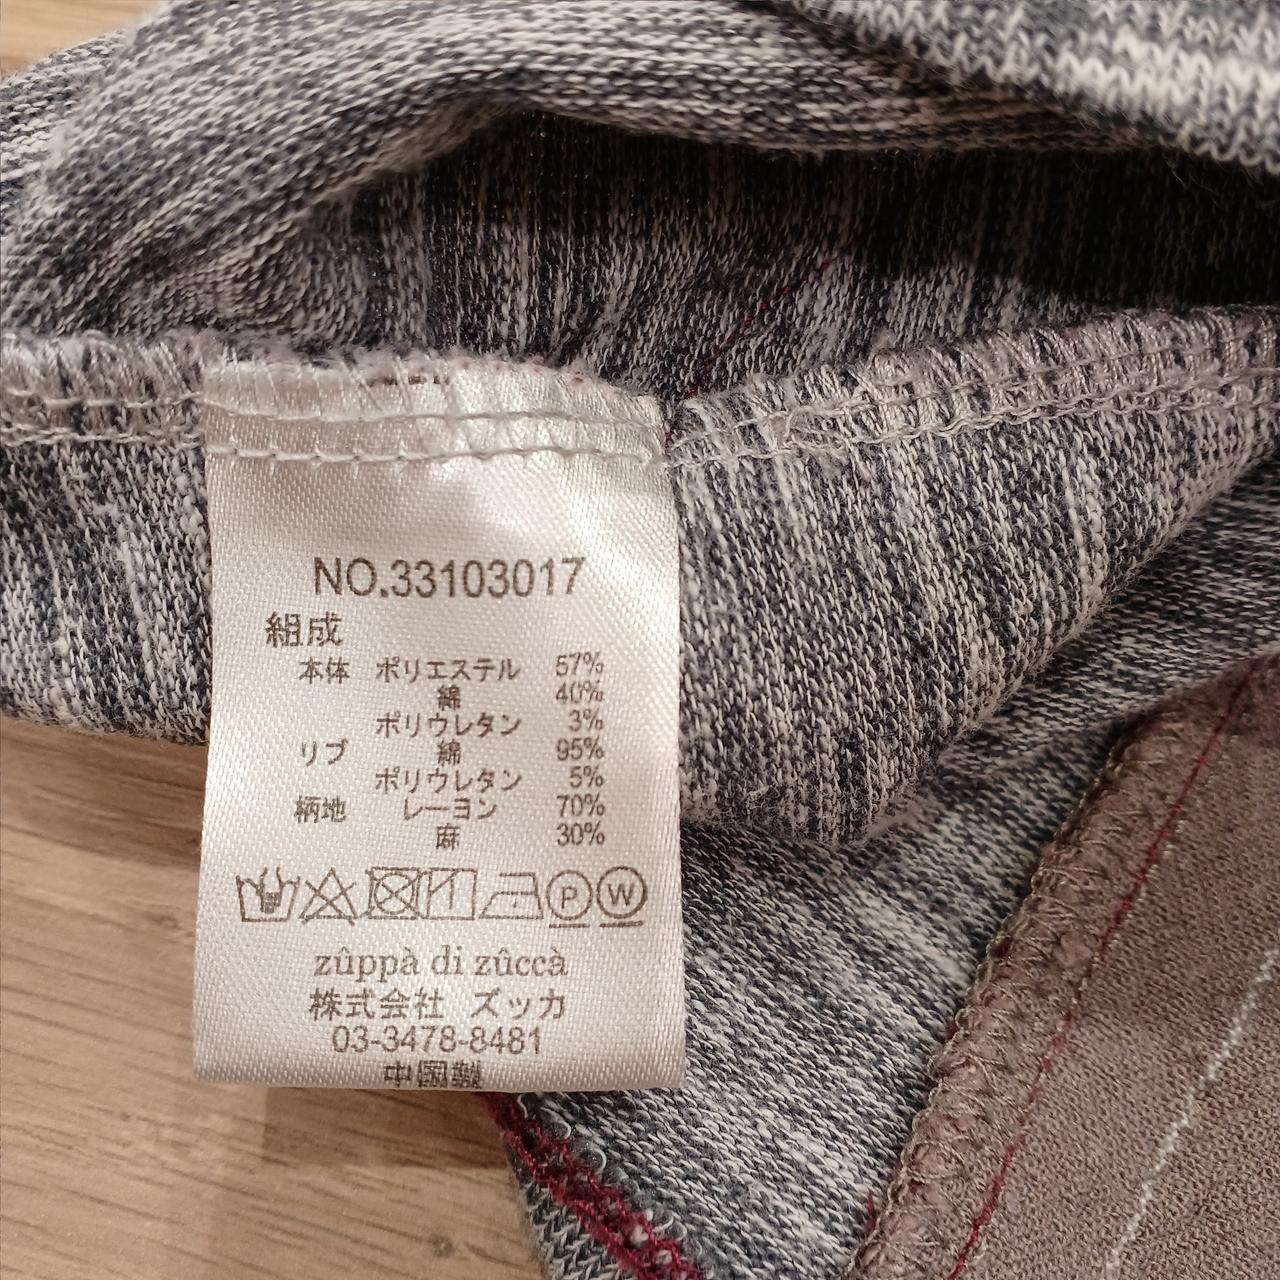 NO.33103017
組成
本体 ポリエステル 57%
綿 40%
ポリウレタン 3%
リブ 綿 95%
ポリウレタン 5%
柄地 レーヨン 70%
麻 30%
P W
zûppà di zûccà
株式会社 ズッカ
03-3478-8481
中国製